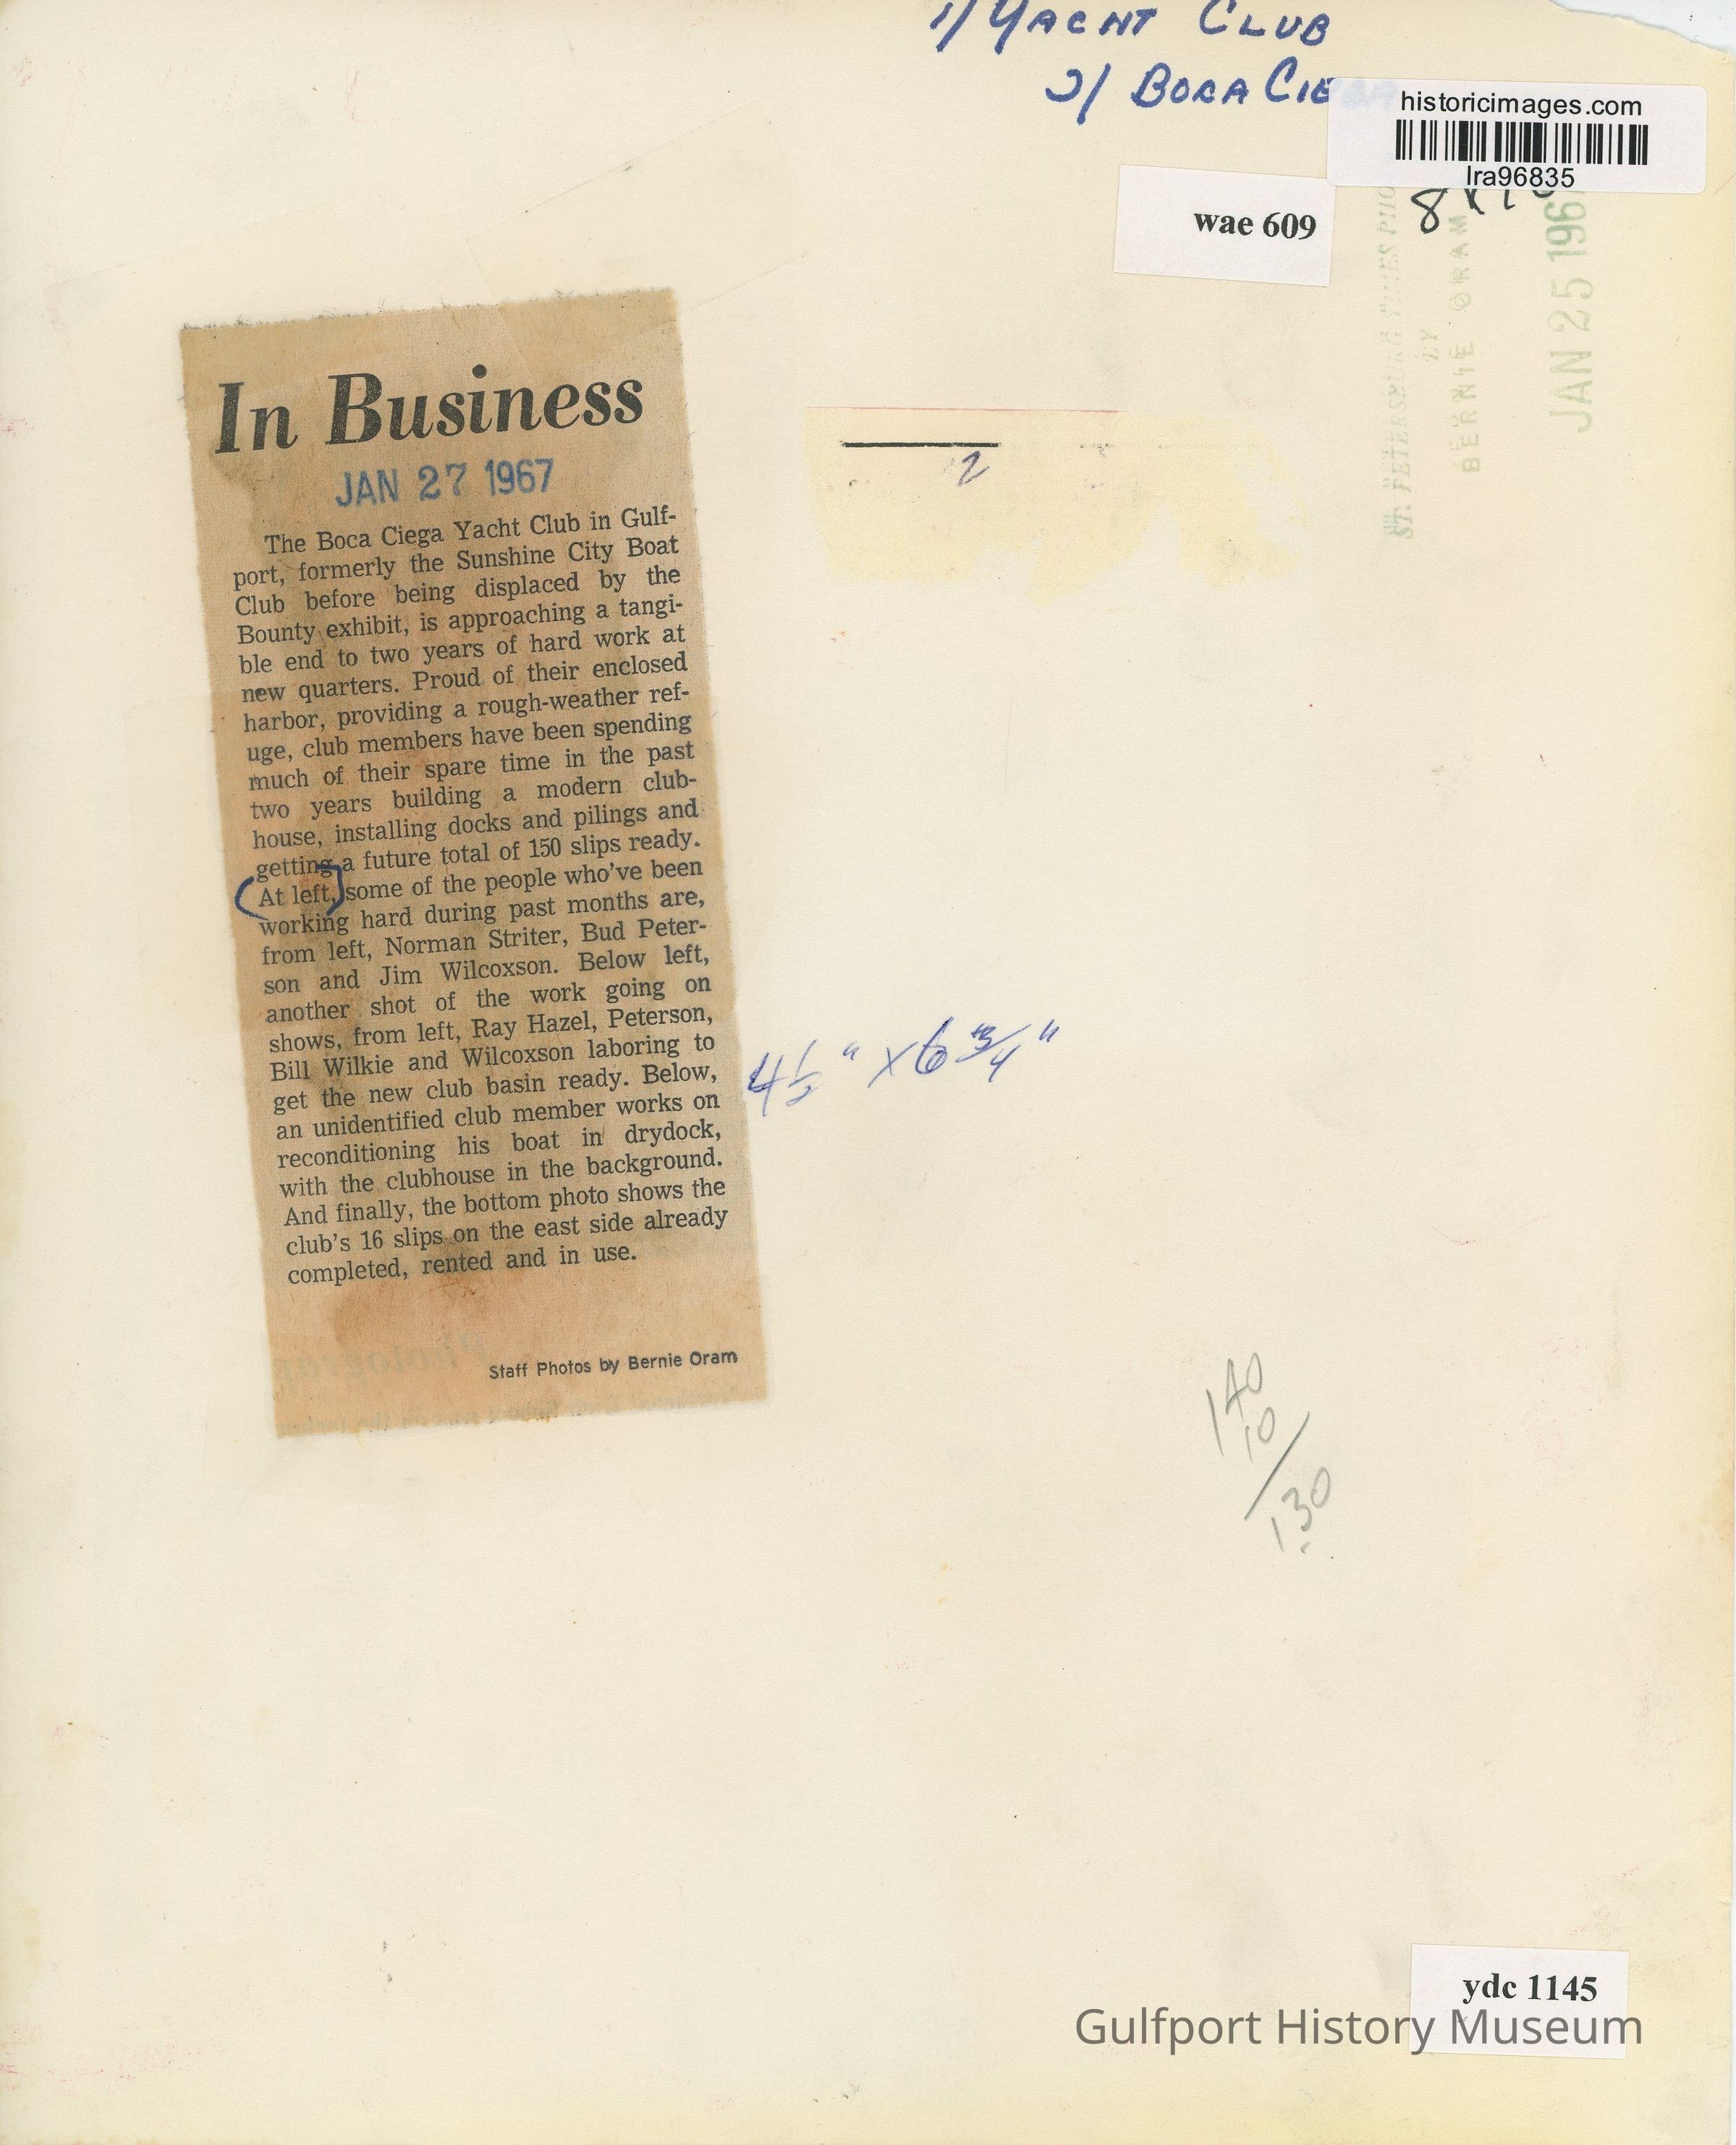 1/ YACHT CLUB
2/ BOCA CIEGA
historicimages.com
lra96835
wae 609
8x10
ST. PETERSBURG TIMES PHO
BY
BERNIE ORAM
JAN 25 196
In Business
JAN 27 1967
The Boca Ciega Yacht Club in Gulf-
port, formerly the Sunshine City Boat
Club before being displaced by the
Bounty exhibit, is approaching a tangi-
ble end to two years of hard work at
new quarters. Proud of their enclosed
harbor, providing a rough-weather ref-
uge, club members have been spending
much of their spare time in the past
two years building a modern club-
house, installing docks and pilings and
getting a future total of 150 slips ready.
(At left,) some of the people who've been
working hard during past months are,
from left, Norman Striter, Bud Peter-
son and Jim Wilcoxson. Below left,
another shot of the work going on
shows, from left, Ray Hazel, Peterson,
Bill Wilkie and Wilcoxson laboring to
get the new club basin ready. Below,
an unidentified club member works on
reconditioning his boat in drydock,
with the clubhouse in the background.
And finally, the bottom photo shows the
club's 16 slips on the east side already
completed, rented and in use.
Staff Photos by Bernie Oram
2
4 1/2" x 6 3/4"
140
10
130
ydc 1145
Gulfport History Museum